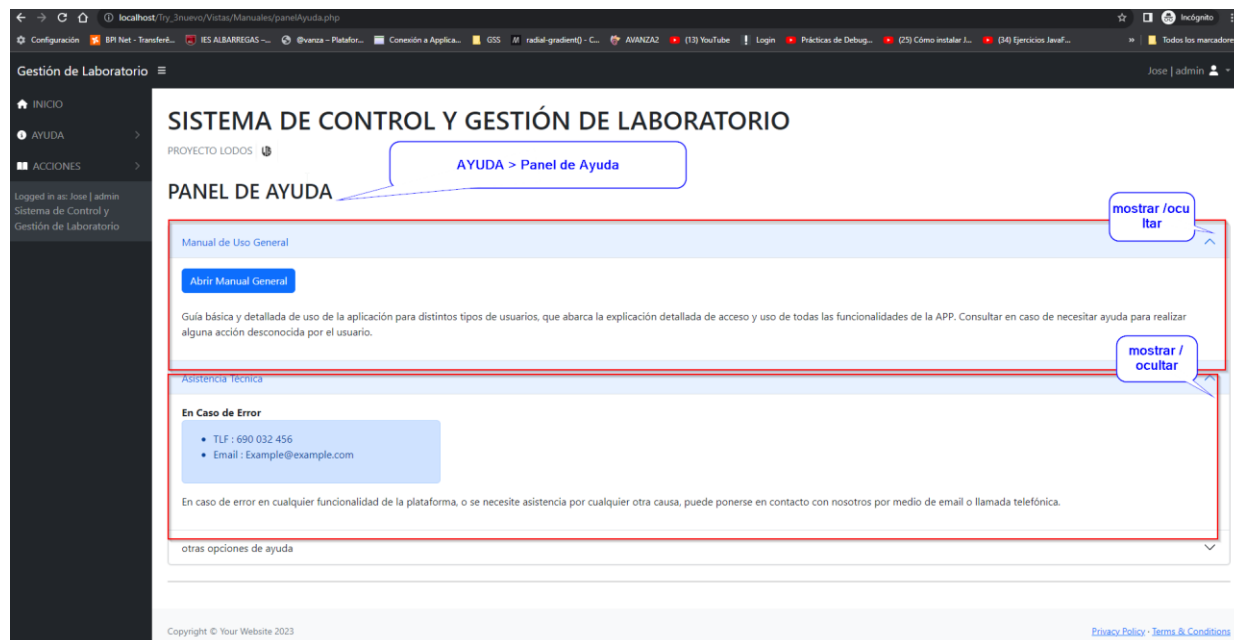 localhost/Try_3nuevo/Vistas/Manuales/panelAyuda.php
Incógnito
Configuración
BPI Net - Transferê...
IES ALBARREGAS –...
@vanza – Platafor...
Conexión a Applica...
GSS
radial-gradient() - C...
AVANZA2
(13) YouTube
Login
Prácticas de Debug...
(25) Cómo instalar J...
(34) Ejercicios JavaF...
»
Todos los marcadore
Gestión de Laboratorio
Jose | admin
INICIO
AYUDA
ACCIONES
Logged in as: Jose | admin
Sistema de Control y
Gestión de Laboratorio
SISTEMA DE CONTROL Y GESTIÓN DE LABORATORIO
PROYECTO LODOS
AYUDA > Panel de Ayuda
PANEL DE AYUDA
mostrar /ocu
ltar
Manual de Uso General
Abrir Manual General
Guía básica y detallada de uso de la aplicación para distintos tipos de usuarios, que abarca la explicación detallada de acceso y uso de todas las funcionalidades de la APP. Consultar en caso de necesitar ayuda para realizar
alguna acción desconocida por el usuario.
mostrar /
ocultar
Asistencia Técnica
En Caso de Error
• TLF : 690 032 456
• Email : Example@example.com
En caso de error en cualquier funcionalidad de la plataforma, o se necesite asistencia por cualquier otra causa, puede ponerse en contacto con nosotros por medio de email o llamada telefónica.
otras opciones de ayuda
Copyright © Your Website 2023
Privacy Policy · Terms & Conditions